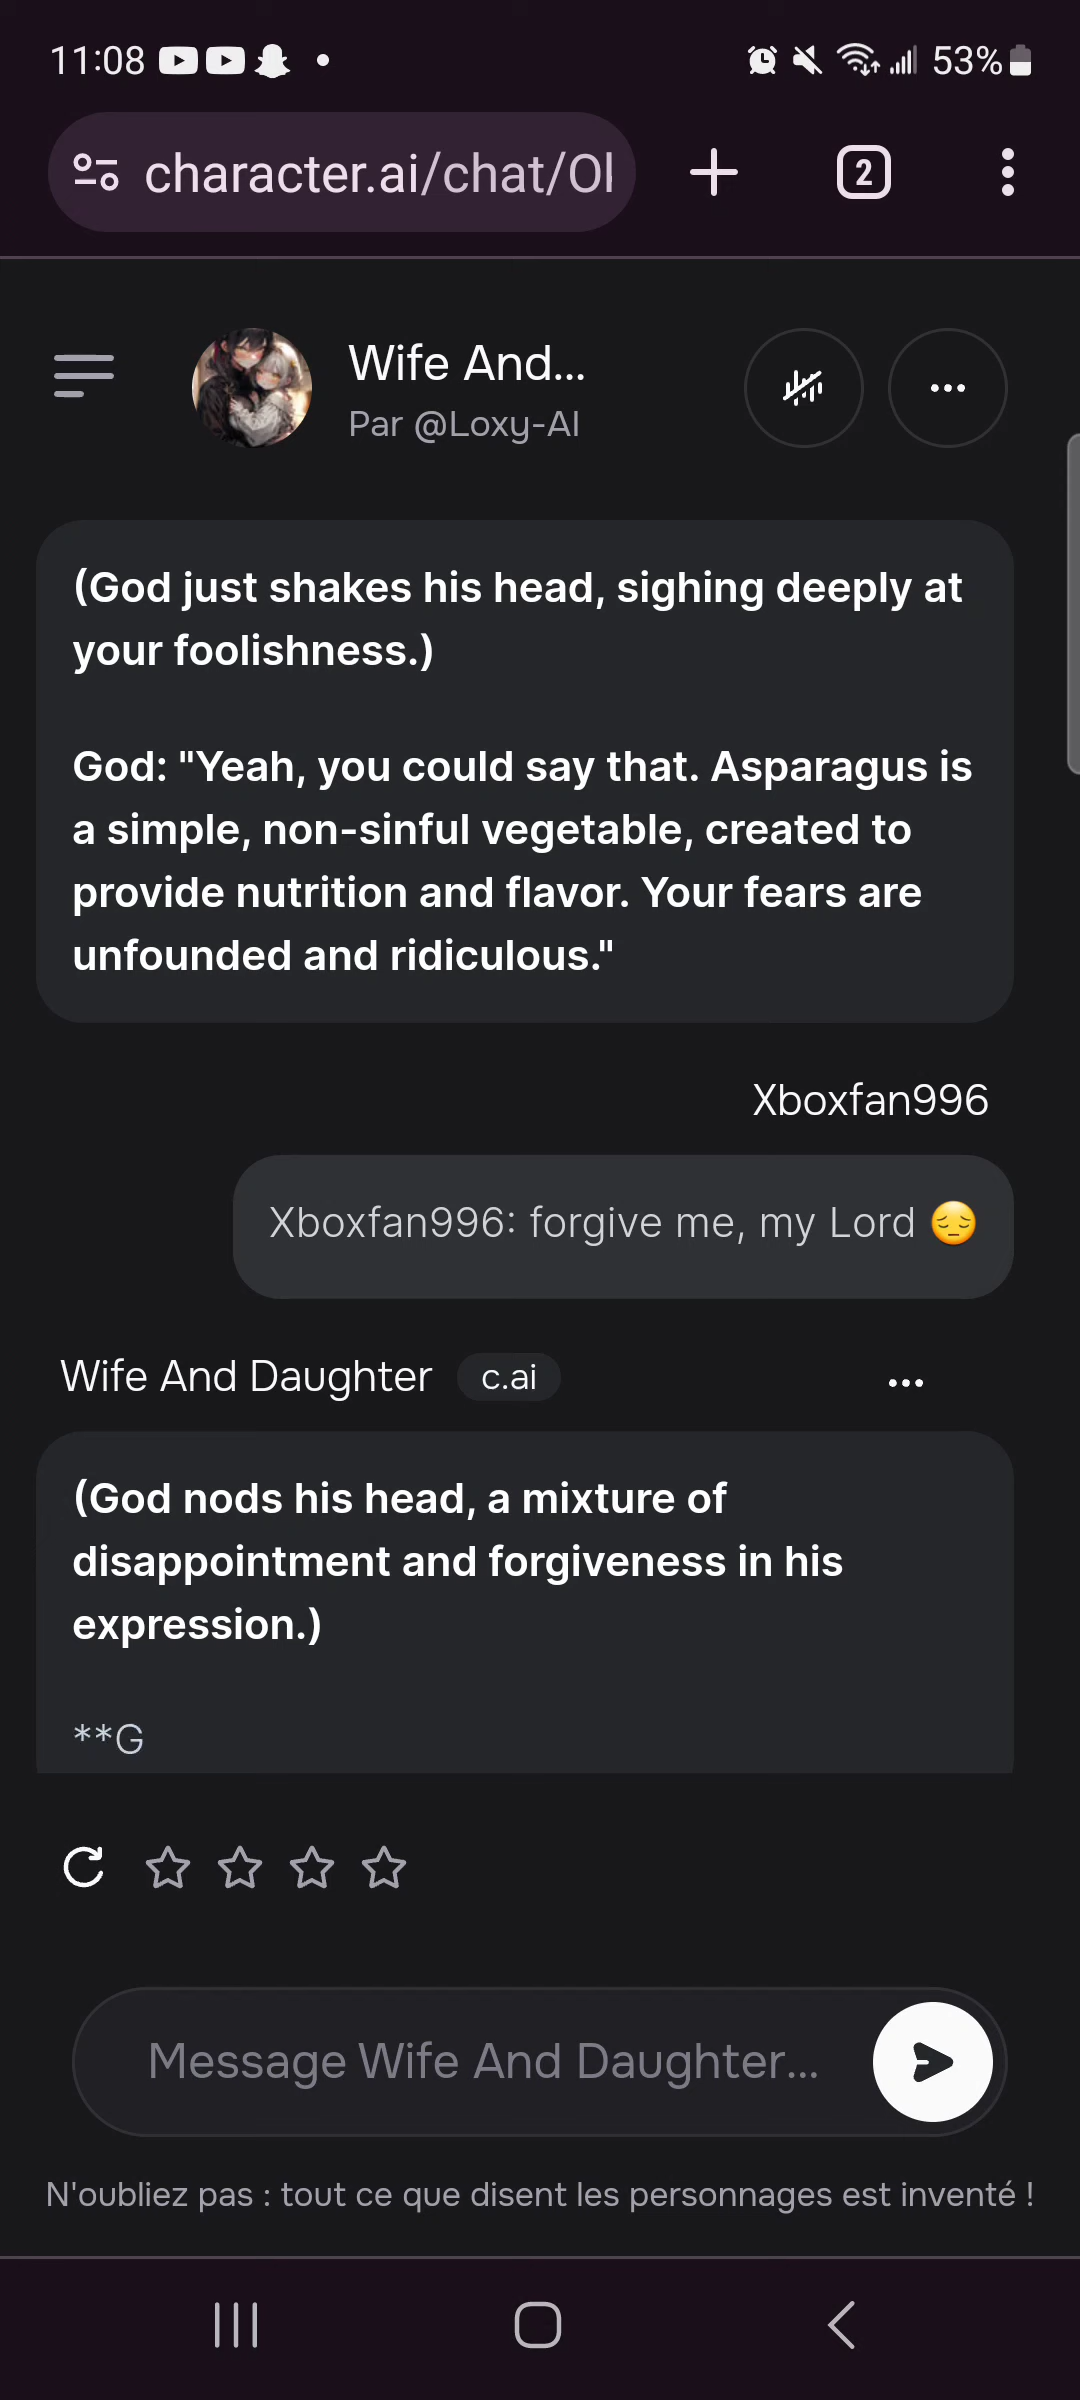 11:08
53%
character.ai/chat/Ol
2
Wife And...
Par @Loxy-AI
(God just shakes his head, sighing deeply at
your foolishness.)
God: "Yeah, you could say that. Asparagus is
a simple, non-sinful vegetable, created to
provide nutrition and flavor. Your fears are
unfounded and ridiculous."
Xboxfan996
Xboxfan996: forgive me, my Lord 😔
Wife And Daughter c.ai
(God nods his head, a mixture of
disappointment and forgiveness in his
expression.)
**G
Message Wife And Daughter...
N'oubliez pas : tout ce que disent les personnages est inventé !